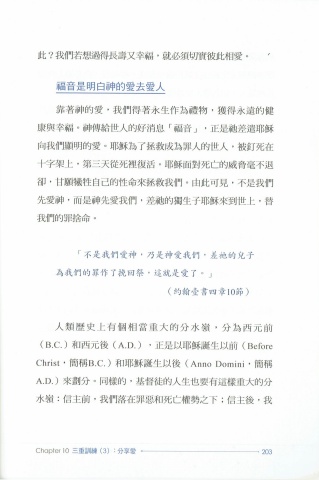 此？我們若想過得長壽又幸福，就必須切實彼此相愛。
福音是明白神的愛去愛人
靠著神的愛，我們得著永生作為禮物，獲得永遠的健
康與幸福。神傳給世人的好消息「福音」，正是祂差遣耶穌
向我們顯明的愛。耶穌為了拯救成為罪人的世人，被釘死在
十字架上，第三天從死裡復活。耶穌面對死亡的威脅毫不退
卻，甘願犧牲自己的性命來拯救我們。由此可見，不是我們
先愛神，而是神先愛我們，差祂的獨生子耶穌來到世上，替
我們的罪捨命。
「不是我們愛神，乃是神愛我們，差祂的兒子
為我們的罪作了挽回祭，這就是愛了。」
（約翰壹書四章10節）
人類歷史上有個相當重大的分水嶺，分為西元前
（B.C.）和西元後（A.D.），正是以耶穌誕生以前（Before
Christ，簡稱B.C.）和耶穌誕生以後（Anno Domini，簡稱
A.D.）來劃分。同樣的，基督徒的人生也要有這樣重大的分
水嶺：信主前，我們落在罪惡和死亡權勢之下；信主後，我
Chapter 10 三重訓練（3）：分享愛 203